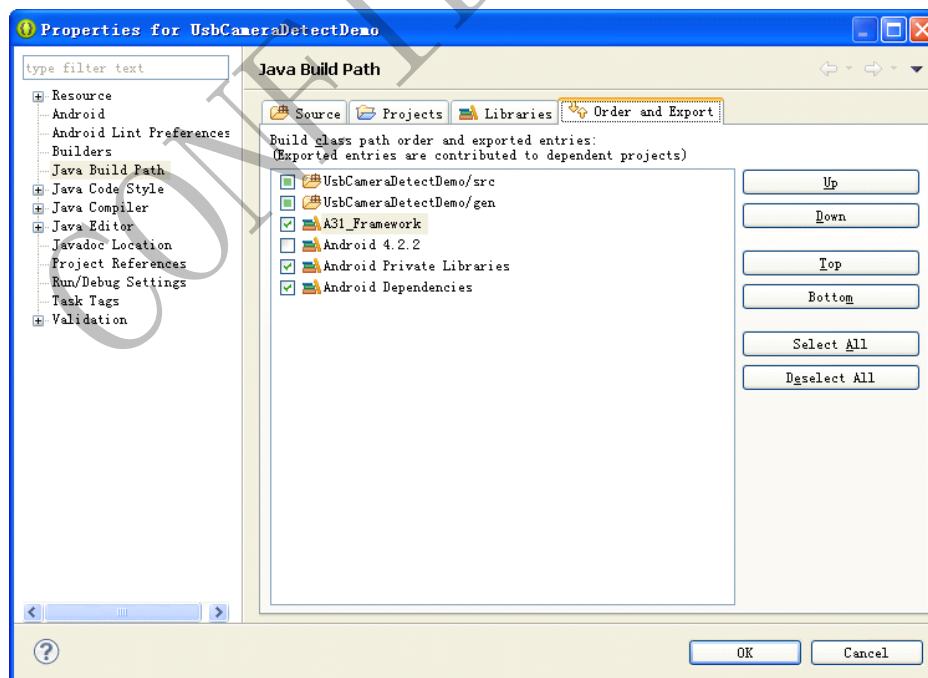 Properties for UsbCameraDetectDemo
type filter text
Resource
Android
Android Lint Preferences
Builders
Java Build Path
Java Code Style
Java Compiler
Java Editor
Javadoc Location
Project References
Run/Debug Settings
Task Tags
Validation
Java Build Path
Source
Projects
Libraries
Order and Export
Build class path order and exported entries:
(Exported entries are contributed to dependent projects)
UsbCameraDetectDemo/src
UsbCameraDetectDemo/gen
A31_Framework
Android 4.2.2
Android Private Libraries
Android Dependencies
Up
Down
Top
Bottom
Select All
Deselect All
OK
Cancel